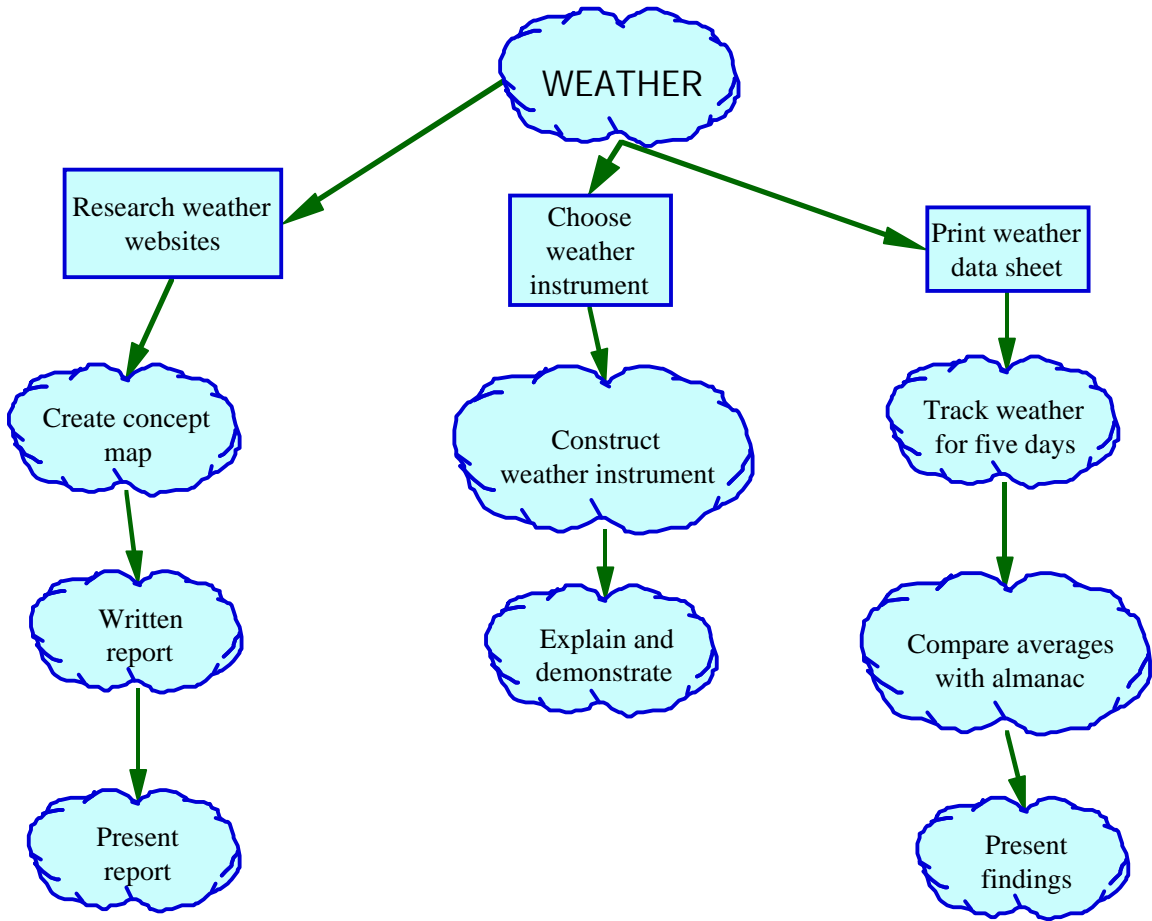 WEATHER
Research weather
websites
Choose
weather
instrument
Print weather
data sheet
Create concept
map
Construct
weather instrument
Track weather
for five days
Written
report
Explain and
demonstrate
Compare averages
with almanac
Present
report
Present
findings